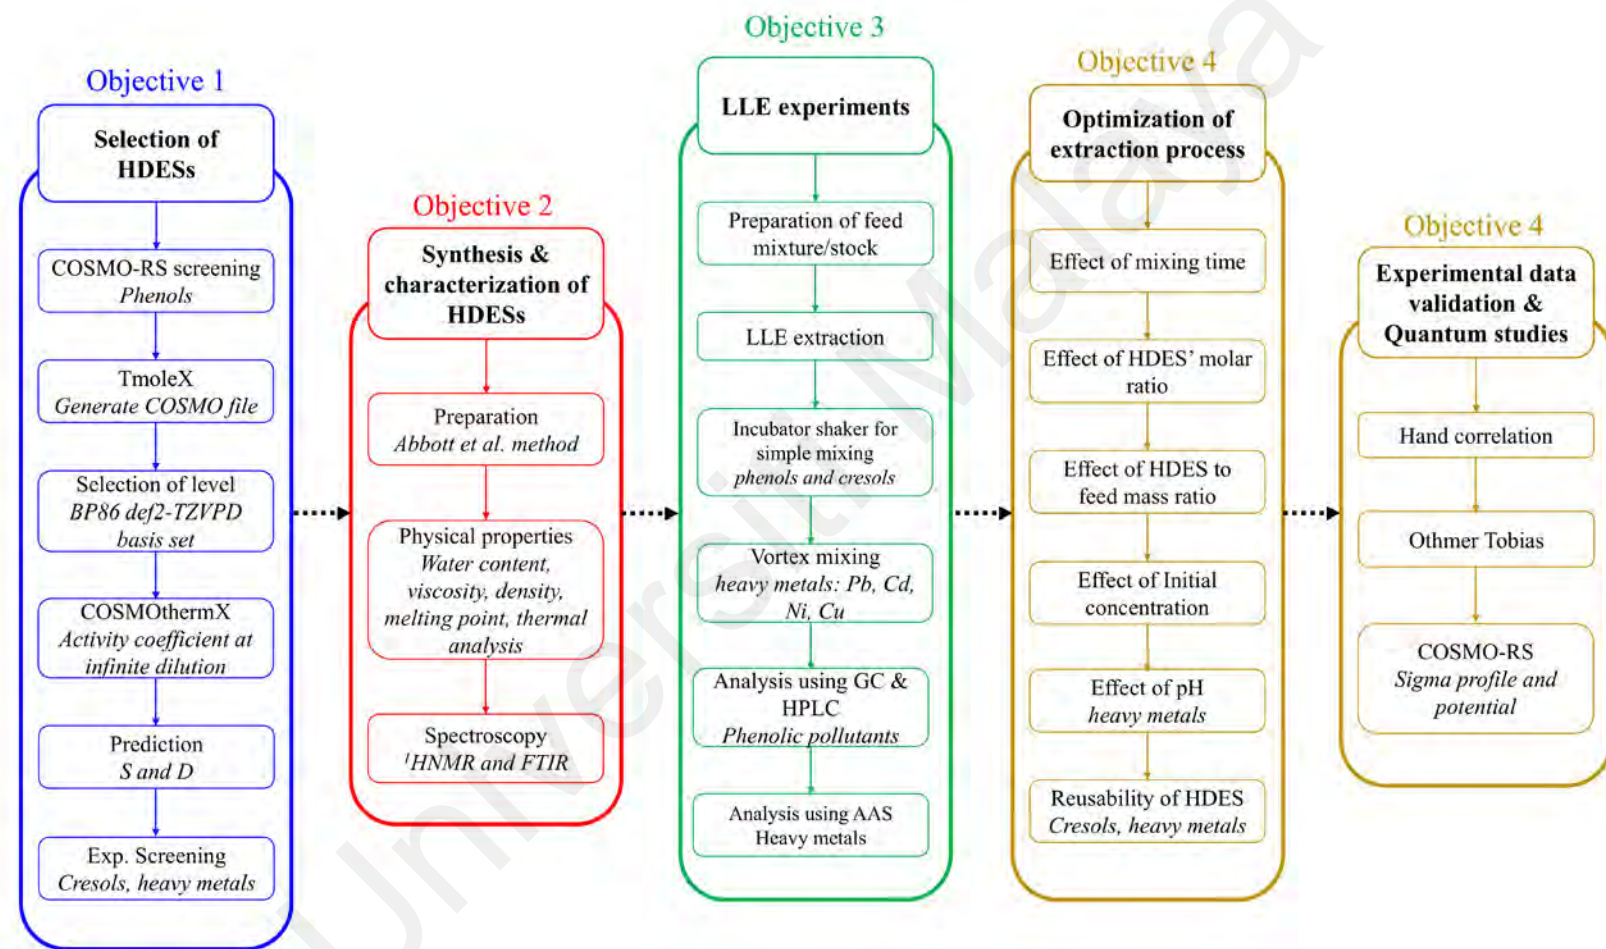 Objective 1
Selection of
HDESs
COSMO-RS screening
Phenols
TmoleX
Generate COSMO file
Selection of level
BP86 def2-TZVPD
basis set
COSMOthermX
Activity coefficient at
infinite dilution
Prediction
S and D
Exp. Screening
Cresols, heavy metals
Objective 2
Synthesis &
characterization of
HDESs
Preparation
Abbott et al. method
Physical properties
Water content,
viscosity, density,
melting point, thermal
analysis
Spectroscopy
¹HNMR and FTIR
Objective 3
LLE experiments
Preparation of feed
mixture/stock
LLE extraction
Incubator shaker for
simple mixing
phenols and cresols
Vortex mixing
heavy metals: Pb, Cd,
Ni, Cu
Analysis using GC &
HPLC
Phenolic pollutants
Analysis using AAS
Heavy metals
Objective 4
Optimization of
extraction process
Effect of mixing time
Effect of HDES' molar
ratio
Effect of HDES to
feed mass ratio
Effect of Initial
concentration
Effect of pH
heavy metals
Reusability of HDES
Cresols, heavy metals
Objective 4
Experimental data
validation &
Quantum studies
Hand correlation
Othmer Tobias
COSMO-RS
Sigma profile and
potential
Universiti Malaya